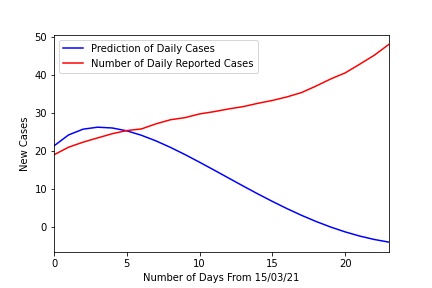 Prediction of Daily Cases
Number of Daily Reported Cases
New Cases
50
40
30
20
10
0
0 5 10 15 20
Number of Days From 15/03/21